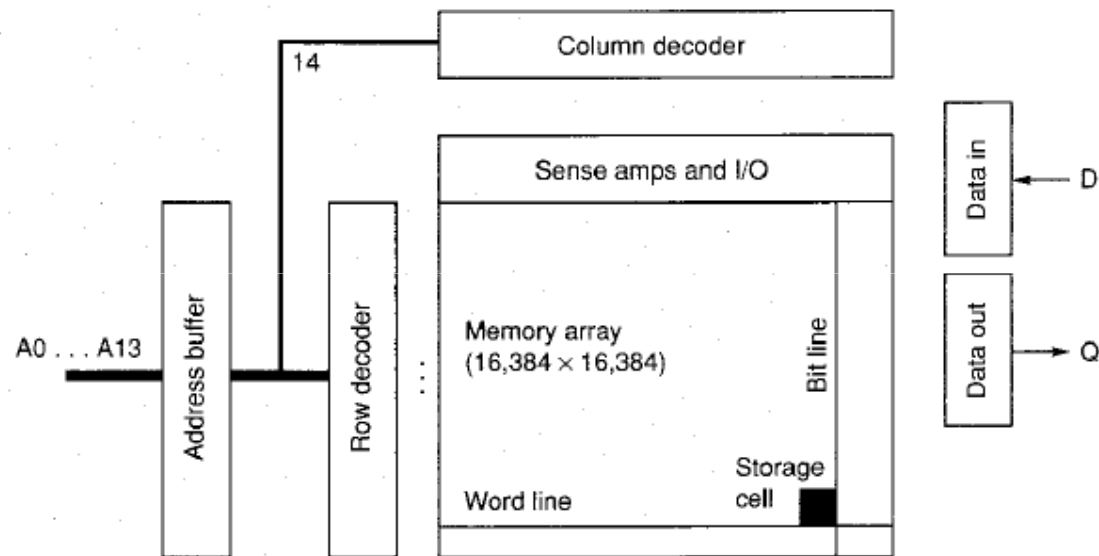 Column decoder
14
Sense amps and I/O
Data in
D
A0 . . . A13
Address buffer
Row decoder
. . .
Memory array
(16,384 × 16,384)
Bit line
Data out
Q
Storage
cell
Word line